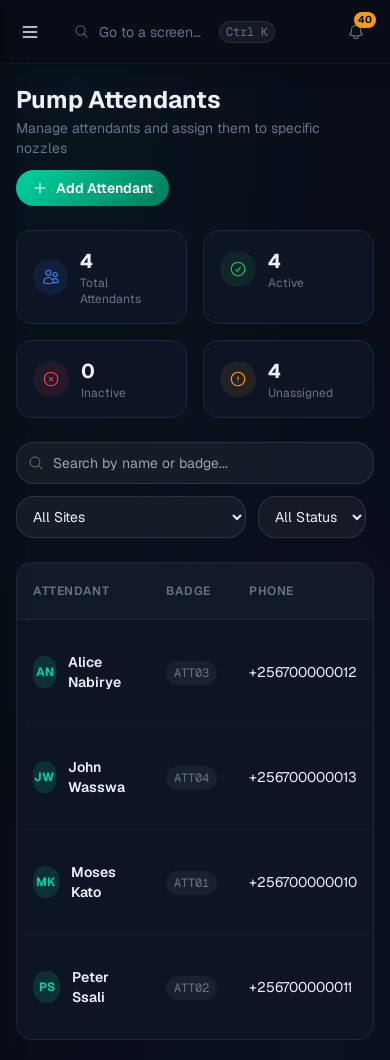 Go to a screen...
Ctrl K
40
Pump Attendants
Manage attendants and assign them to specific
nozzles
Add Attendant
4
Total
Attendants
4
Active
0
Inactive
4
Unassigned
Search by name or badge...
All Sites
All Status
ATTENDANT BADGE PHONE
AN Alice
Nabirye
ATT03
+256700000012
JW John
Wasswa
ATT04
+256700000013
MK Moses
Kato
ATT01
+256700000010
PS Peter
Ssali
ATT02
+256700000011